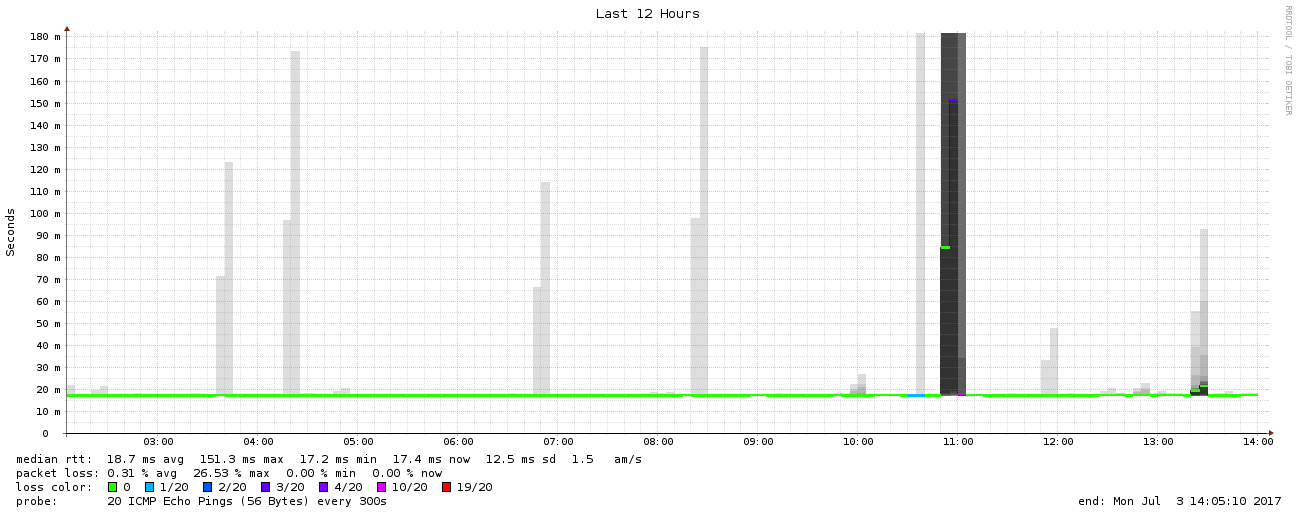 Last 12 Hours
RRDTOOL / TOBI OETIKER
Seconds
180 m
170 m
160 m
150 m
140 m
130 m
120 m
110 m
100 m
90 m
80 m
70 m
60 m
50 m
40 m
30 m
20 m
10 m
0
03:00 04:00 05:00 06:00 07:00 08:00 09:00 10:00 11:00 12:00 13:00 14:00
median rtt: 18.7 ms avg 151.3 ms max 17.2 ms min 17.4 ms now 12.5 ms sd 1.5 am/s
packet loss: 0.31 % avg 26.53 % max 0.00 % min 0.00 % now
loss color: 0 1/20 2/20 3/20 4/20 10/20 19/20
probe: 20 ICMP Echo Pings (56 Bytes) every 300s end: Mon Jul 3 14:05:10 2017